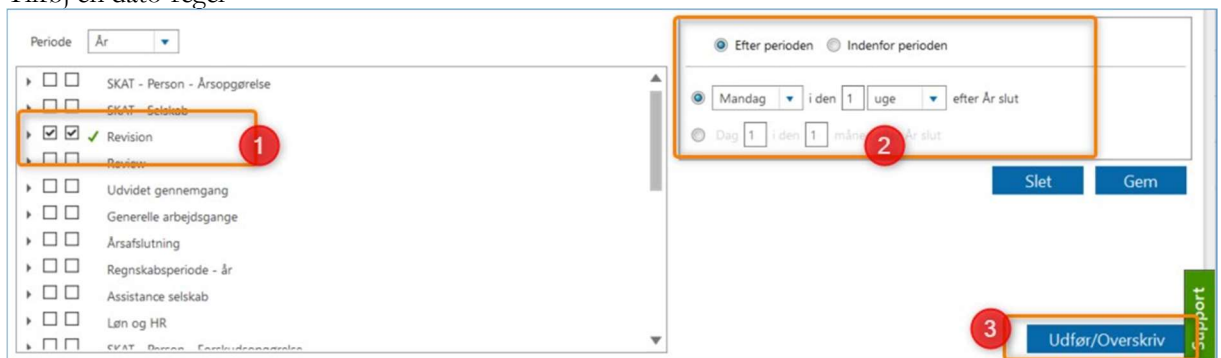 Tilføj en dato-regel
Periode År
SKAT - Person - Årsopgørelse
SKAT - Selskab
Revision
Review
Udvidet gennemgang
Generelle arbejdsgange
Årsafslutning
Regnskabsperiode - år
Assistance selskab
Løn og HR
SKAT - Person - Forskudsopgørelse
1
Efter perioden Indenfor perioden
Mandag i den 1 uge efter År slut
Dag 1 i den 1 År slut
2
Slet Gem
3
Udfør/Overskriv
Support